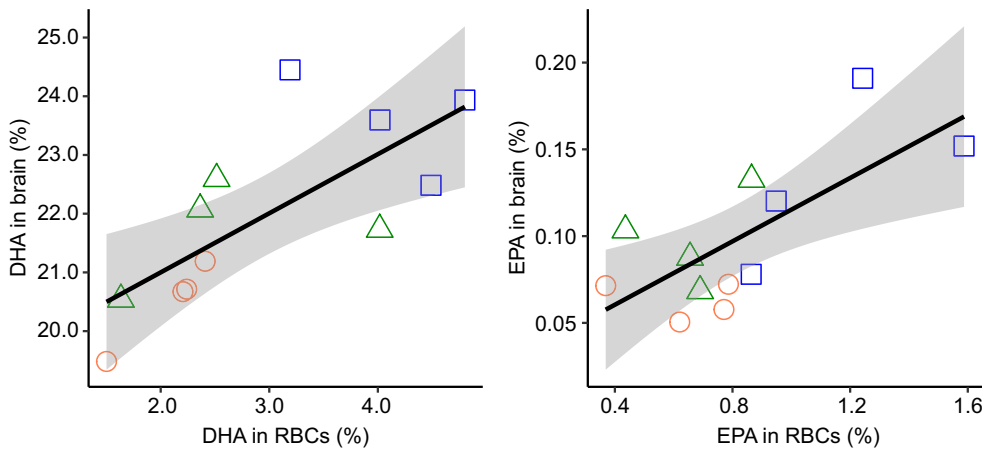 25.0
24.0
23.0
22.0
21.0
20.0
DHA in brain (%)
2.0 3.0 4.0
DHA in RBCs (%)
0.20
0.15
0.10
0.05
EPA in brain (%)
0.4 0.8 1.2 1.6
EPA in RBCs (%)